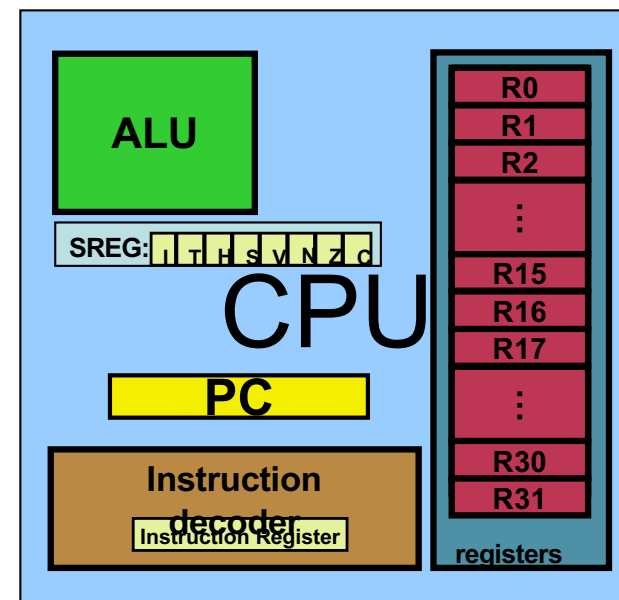 ALU
SREG: I T H S V N Z C
CPU
PC
Instruction
decoder
Instruction Register
R0
R1
R2
⋮
R15
R16
R17
⋮
R30
R31
registers